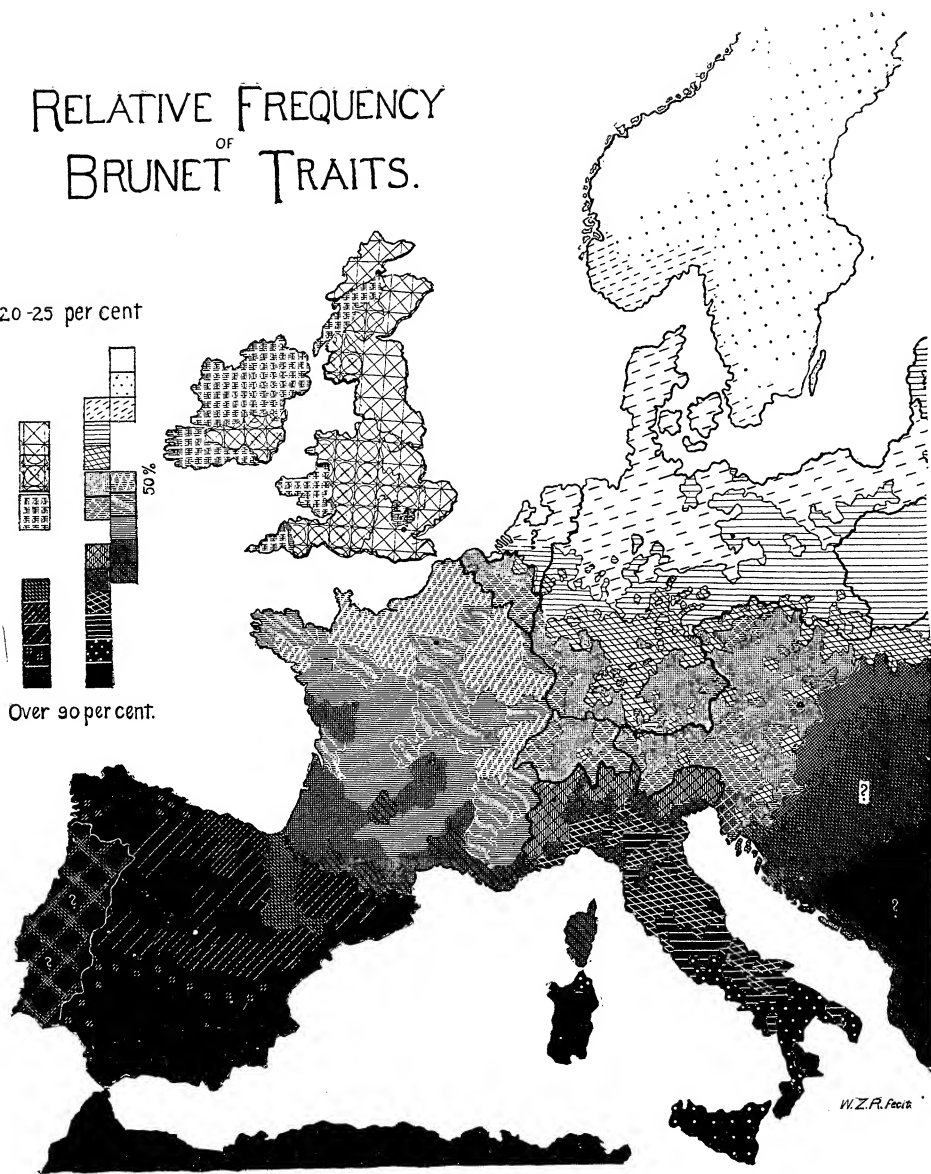 RELATIVE FREQUENCY
OF
BRUNET TRAITS.
20-25 per cent
50%
Over 90 per cent.
?
?
?
?
W.Z.R. fecit.